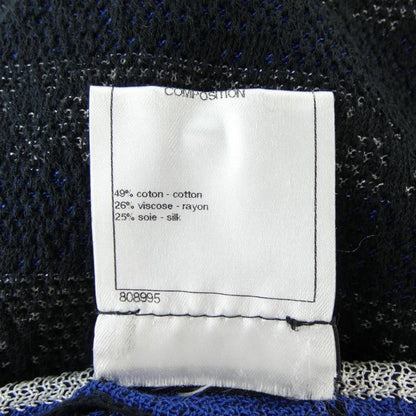 COMPOSITION
49% coton - cotton
26% viscose - rayon
25% soie - silk
808995